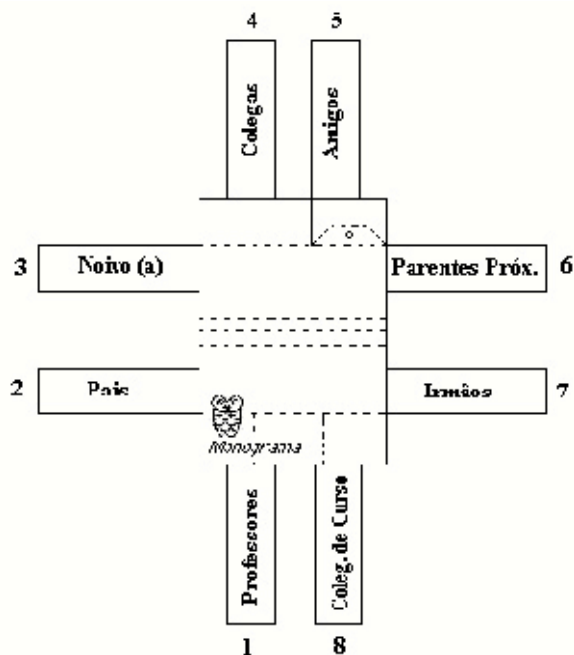 4
5
Colegas
Amigos
3
Noivo (a)
Parentes Próx.
6
2
Pais
Irmãos
7
Monograma
Professores
Coleg. de Curso
1
8